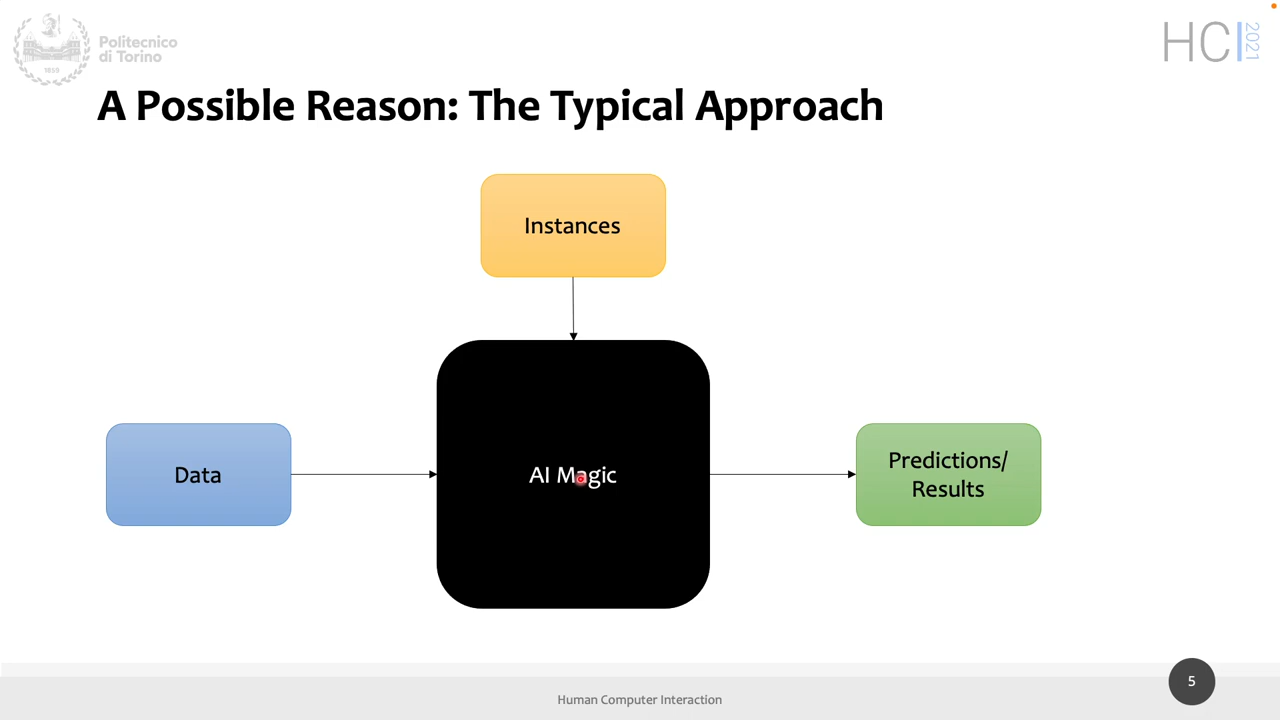 Politecnico
di Torino
1859
HCI 2021
A Possible Reason: The Typical Approach
Instances
Data
AI Magic
Predictions/
Results
Human Computer Interaction
5